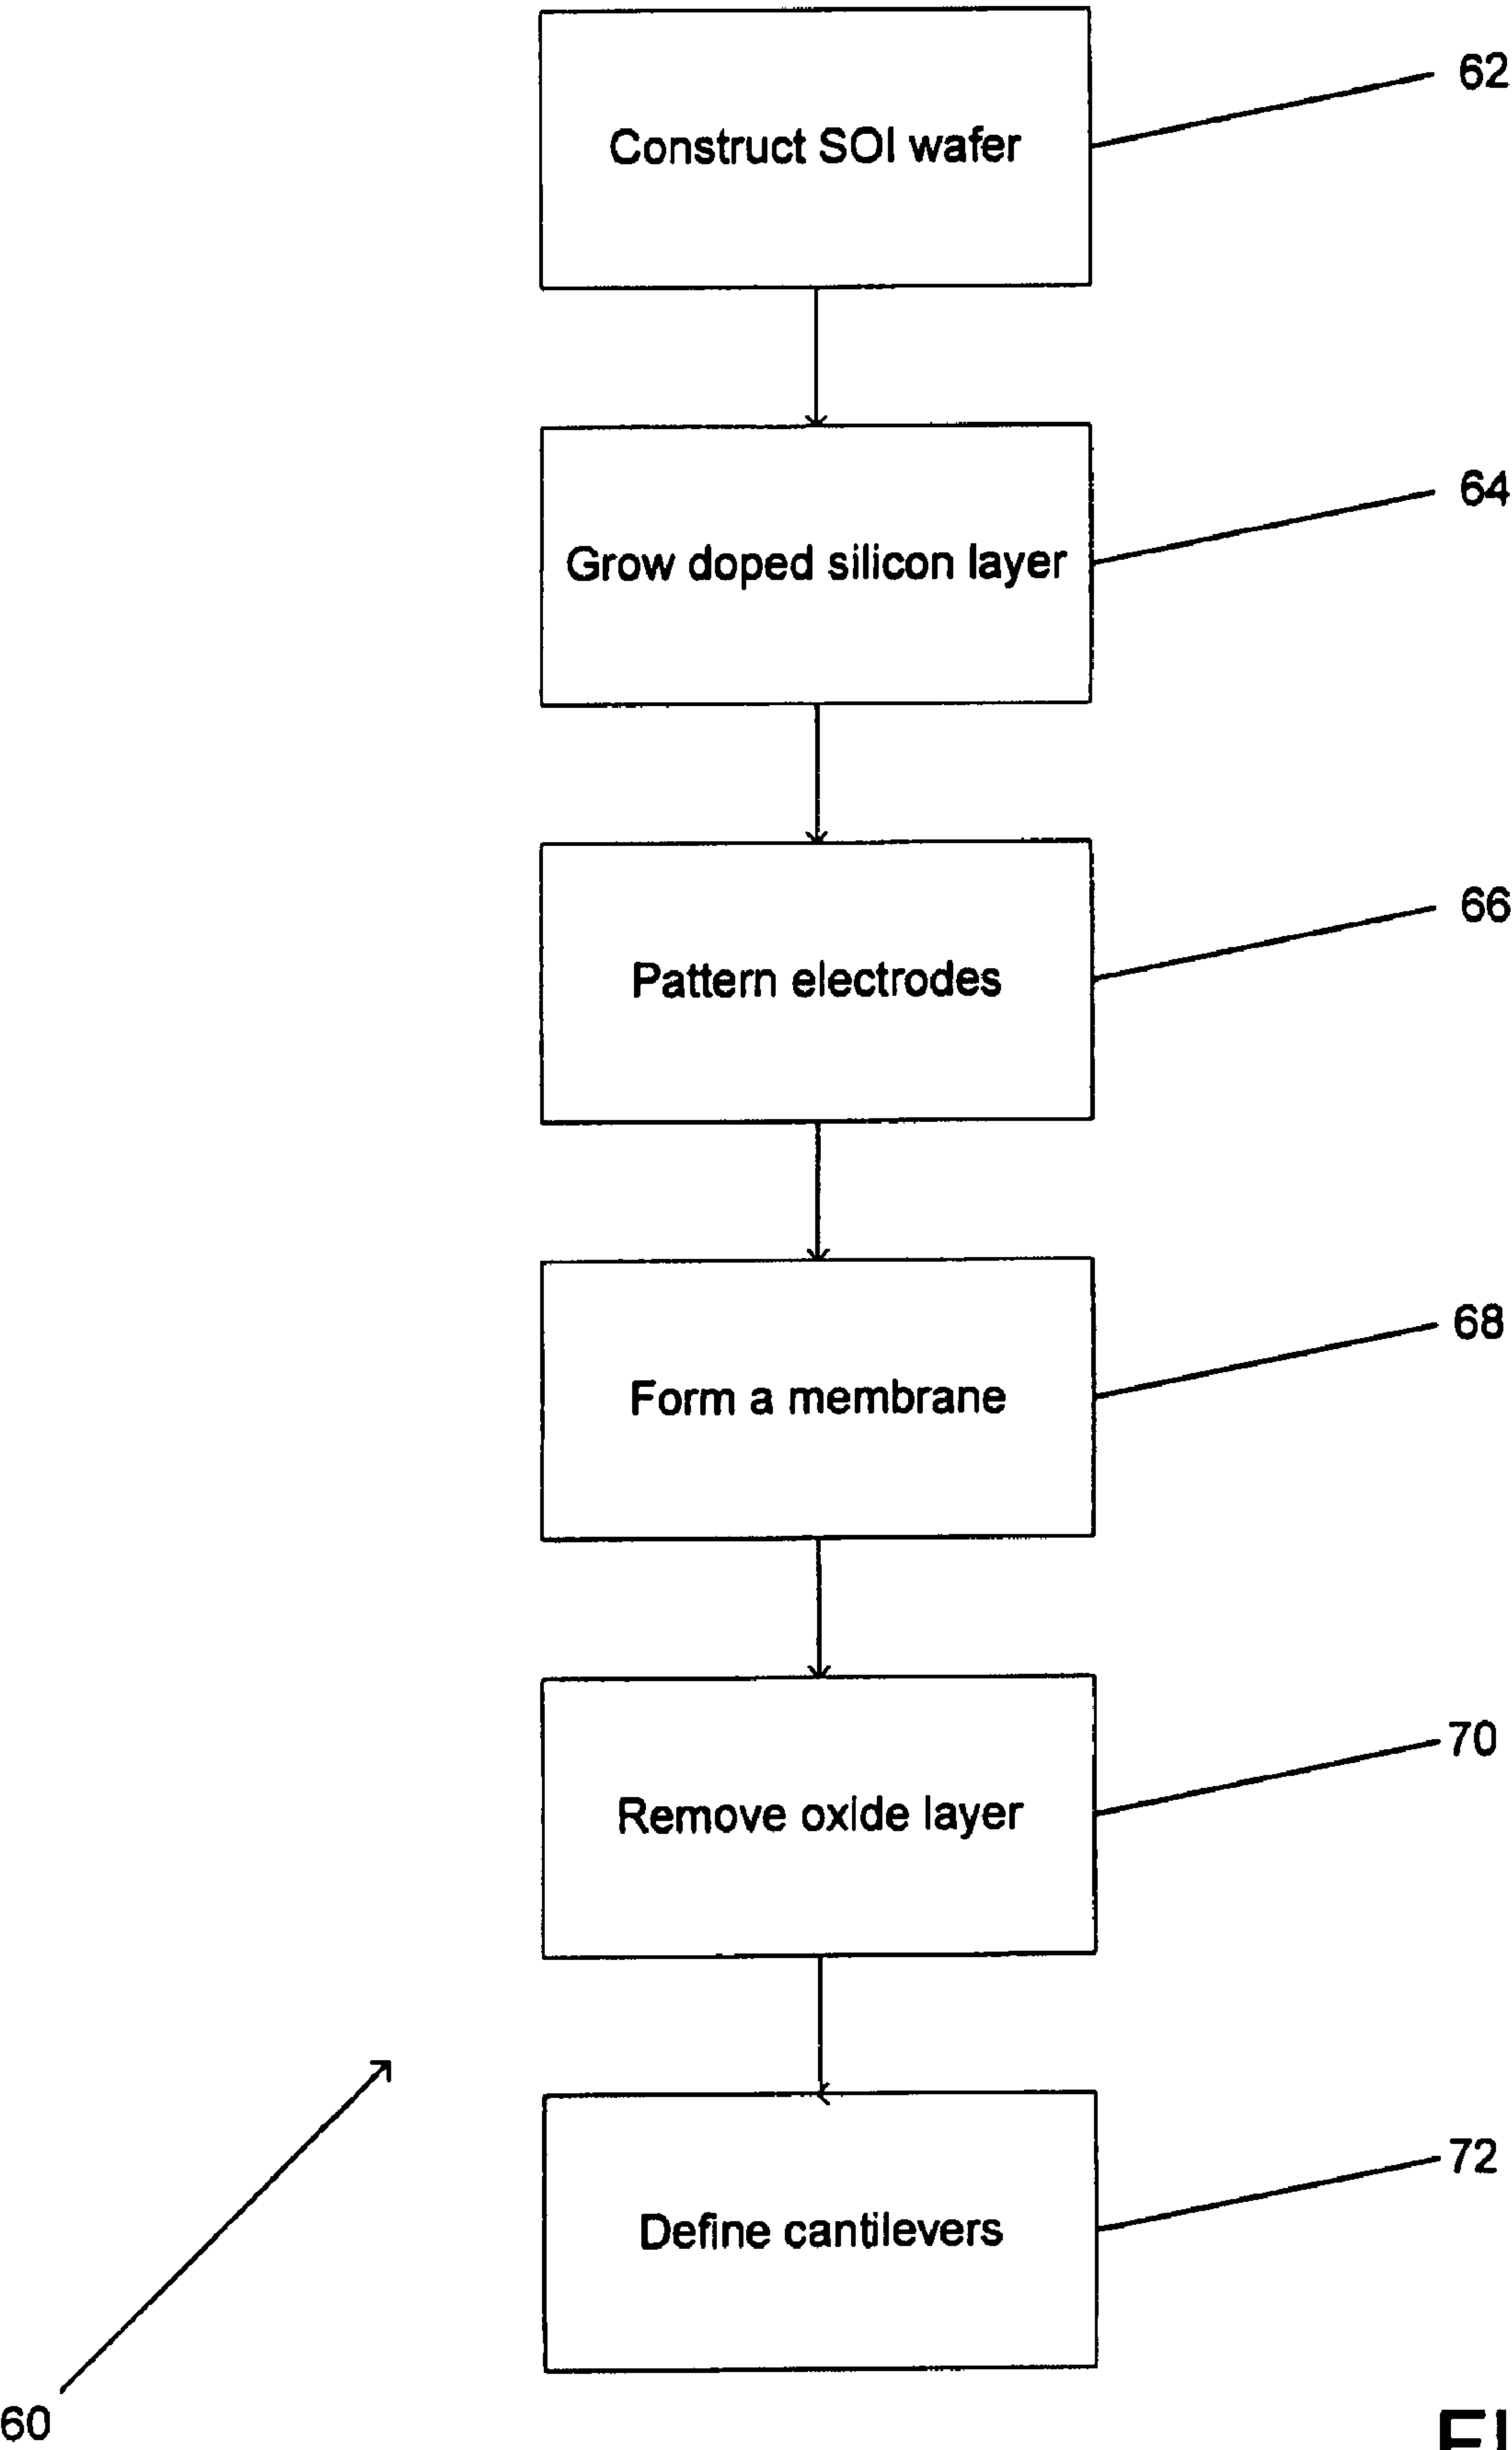 Construct SOI wafer
62
Grow doped silicon layer
64
Pattern electrodes
66
Form a membrane
68
Remove oxide layer
70
Define cantilevers
72
60